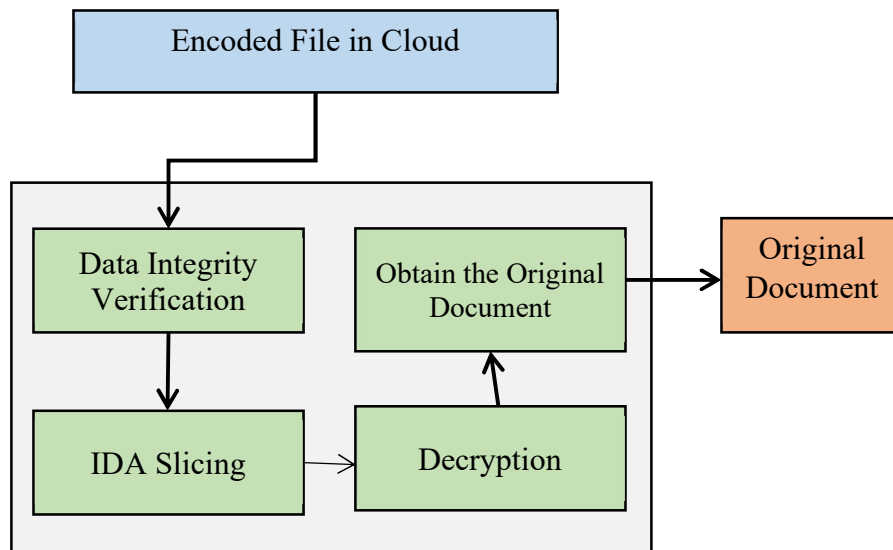 Encoded File in Cloud
Data Integrity
Verification
IDA Slicing
Decryption
Obtain the Original
Document
Original
Document